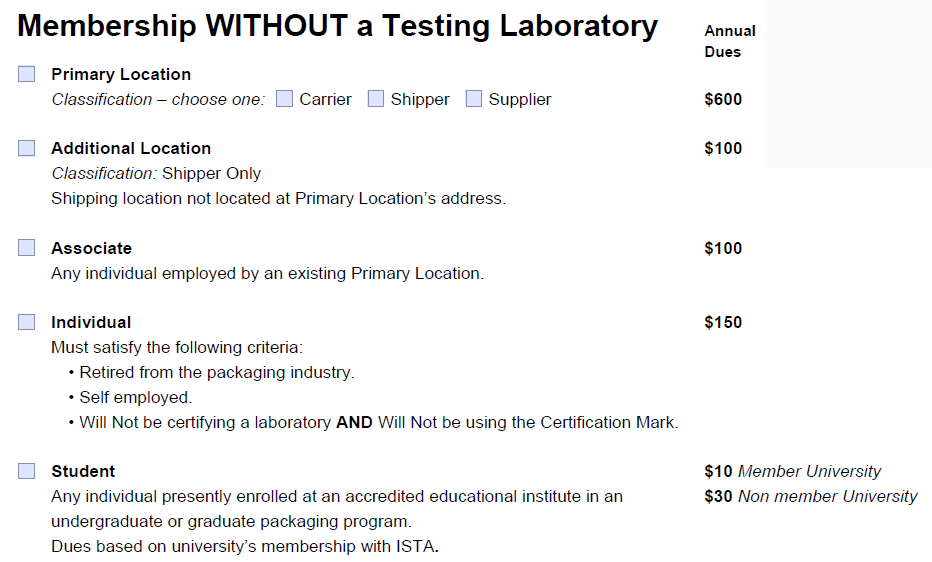 Membership WITHOUT a Testing Laboratory
Annual
Dues
Primary Location
Classification – choose one: Carrier Shipper Supplier $600
Additional Location $100
Classification: Shipper Only
Shipping location not located at Primary Location’s address.
Associate $100
Any individual employed by an existing Primary Location.
Individual $150
Must satisfy the following criteria:
• Retired from the packaging industry.
• Self employed.
• Will Not be certifying a laboratory AND Will Not be using the Certification Mark.
Student $10 Member University
Any individual presently enrolled at an accredited educational institute in an $30 Non member University
undergraduate or graduate packaging program.
Dues based on university’s membership with ISTA.